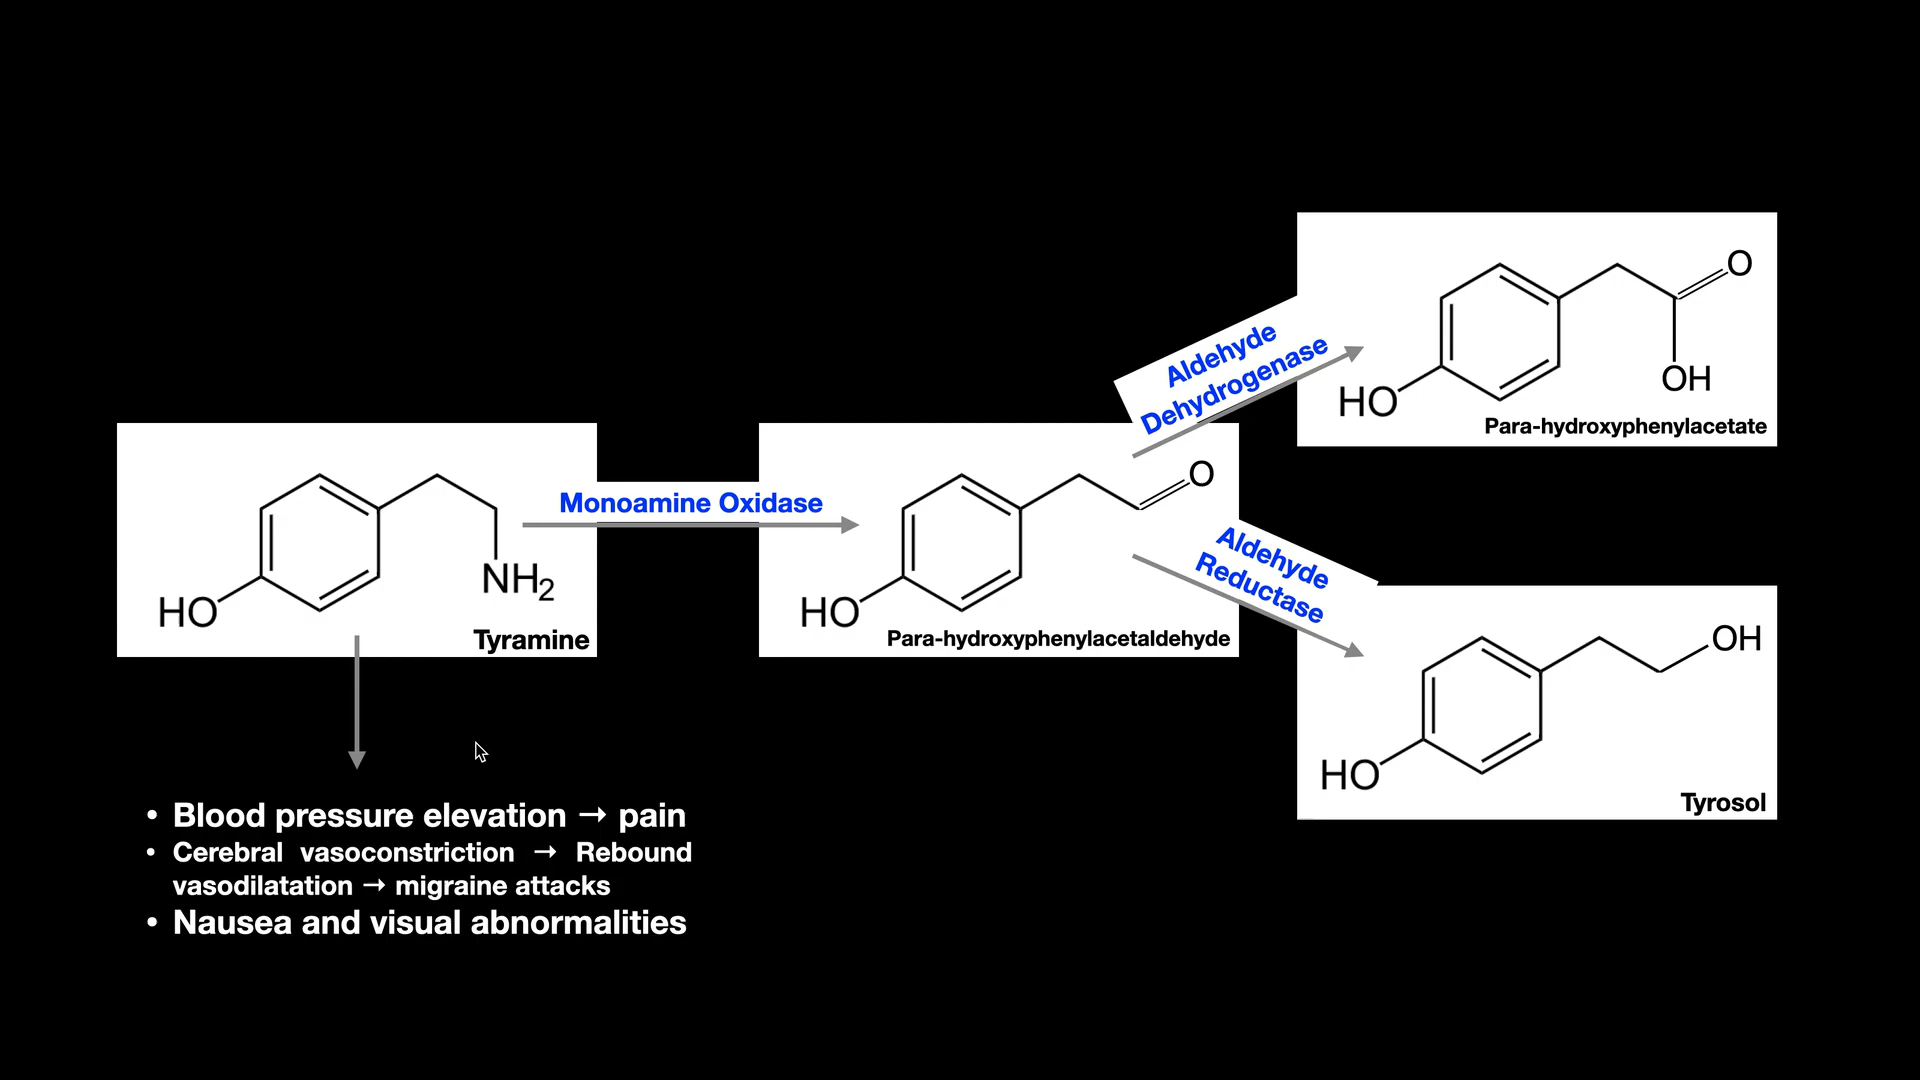 HO
NH2
Tyramine
Monoamine Oxidase
O
HO
Para-hydroxyphenylacetaldehyde
Aldehyde
Dehydrogenase
O
OH
HO
Para-hydroxyphenylacetate
Aldehyde
Reductase
OH
HO
Tyrosol
• Blood pressure elevation → pain
• Cerebral vasoconstriction → Rebound
vasodilatation → migraine attacks
• Nausea and visual abnormalities